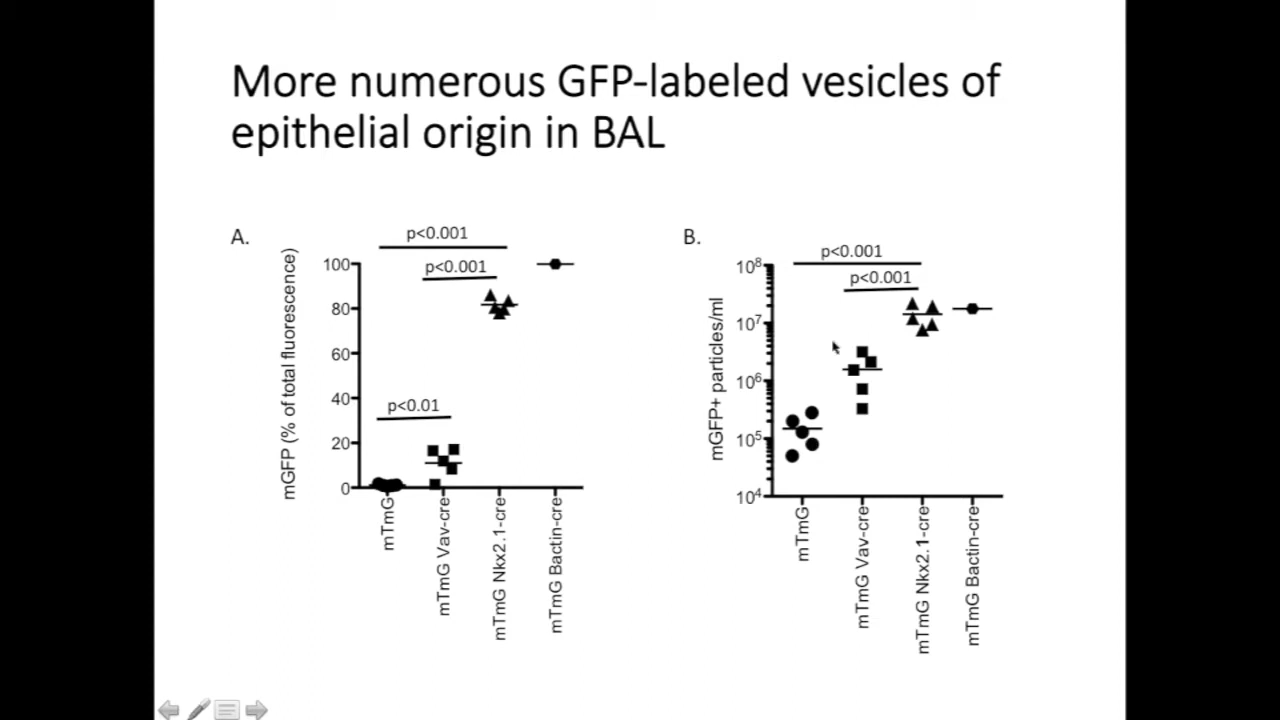 More numerous GFP-labeled vesicles of
epithelial origin in BAL
A.
p<0.001
p<0.001
p<0.01
mGFP (% of total fluorescence)
100
80
60
40
20
0
mTmG
mTmG Vav-cre
mTmG Nkx2.1-cre
mTmG Bactin-cre
B.
p<0.001
p<0.001
mGFP+ particles/ml
10⁸
10⁷
10⁶
10⁵
10⁴
mTmG
mTmG Vav-cre
mTmG Nkx2.1-cre
mTmG Bactin-cre